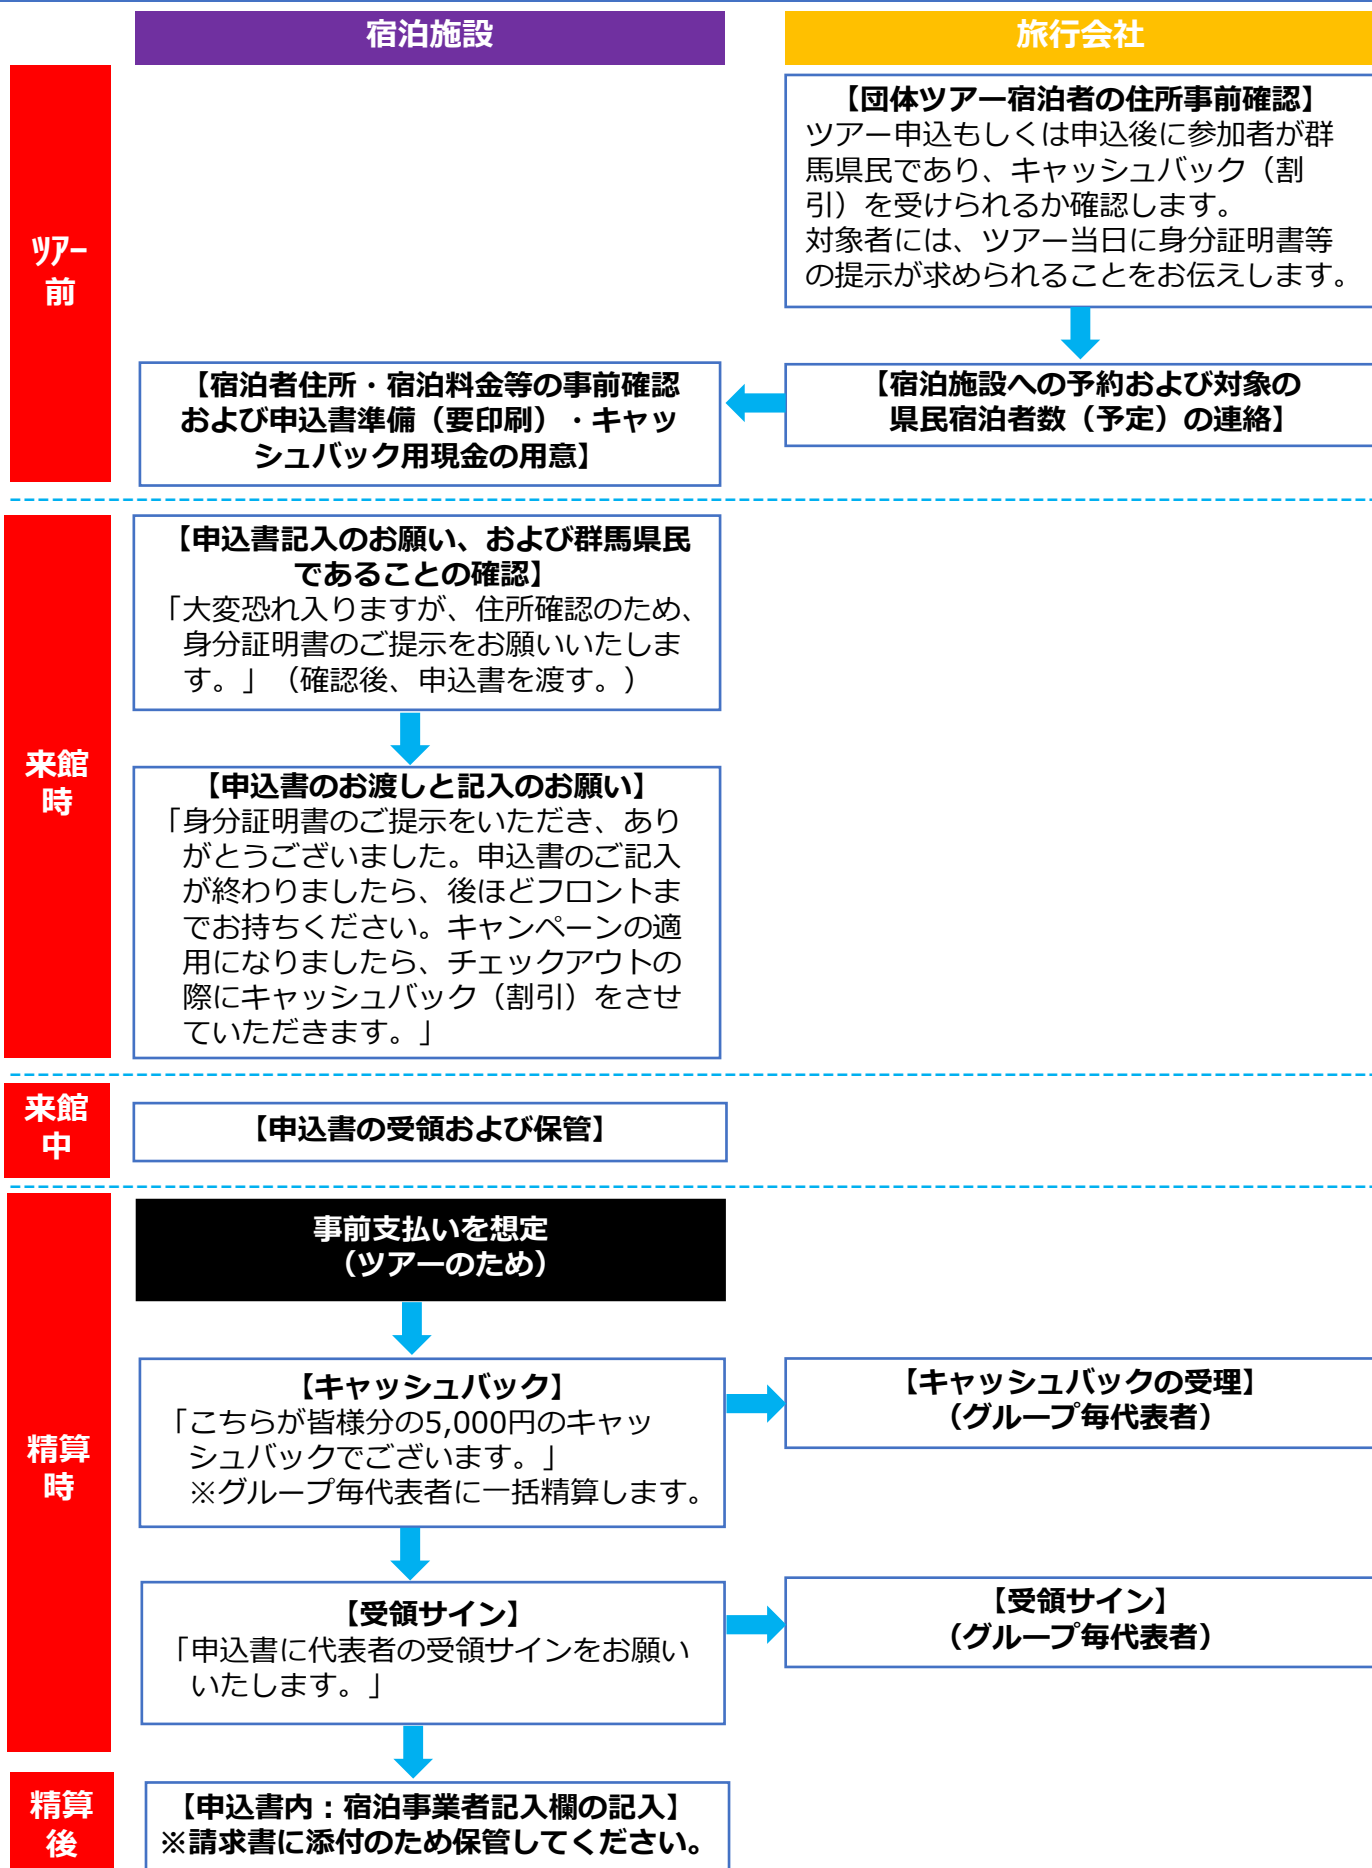 宿泊施設
旅行会社
ツアー
前
【団体ツアー宿泊者の住所事前確認】
ツアー申込もしくは申込後に参加者が群
馬県民であり、キャッシュバック（割
引）を受けられるか確認します。
対象者には、ツアー当日に身分証明書等
の提示が求められることをお伝えします。
【宿泊施設への予約および対象の
県民宿泊者数（予定）の連絡】
【宿泊者住所・宿泊料金等の事前確認
および申込書準備（要印刷）・キャッ
シュバック用現金の用意】
来館
時
【申込書記入のお願い、および群馬県民
であることの確認】
「大変恐れ入りますが、住所確認のため、
身分証明書のご提示をお願いいたしま
す。」（確認後、申込書を渡す。）
【申込書のお渡しと記入のお願い】
「身分証明書のご提示をいただき、あり
がとうございました。申込書のご記入
が終わりましたら、後ほどフロントま
でお持ちください。キャンペーンの適
用になりましたら、チェックアウトの
際にキャッシュバック（割引）をさせ
ていただきます。」
来館
中
【申込書の受領および保管】
精算
時
事前支払いを想定
（ツアーのため）
【キャッシュバック】
「こちらが皆様分の5,000円のキャッ
シュバックでございます。」
※グループ毎代表者に一括精算します。
【キャッシュバックの受理】
（グループ毎代表者）
【受領サイン】
「申込書に代表者の受領サインをお願い
いたします。」
【受領サイン】
（グループ毎代表者）
精算
後
【申込書内：宿泊事業者記入欄の記入】
※請求書に添付のため保管してください。